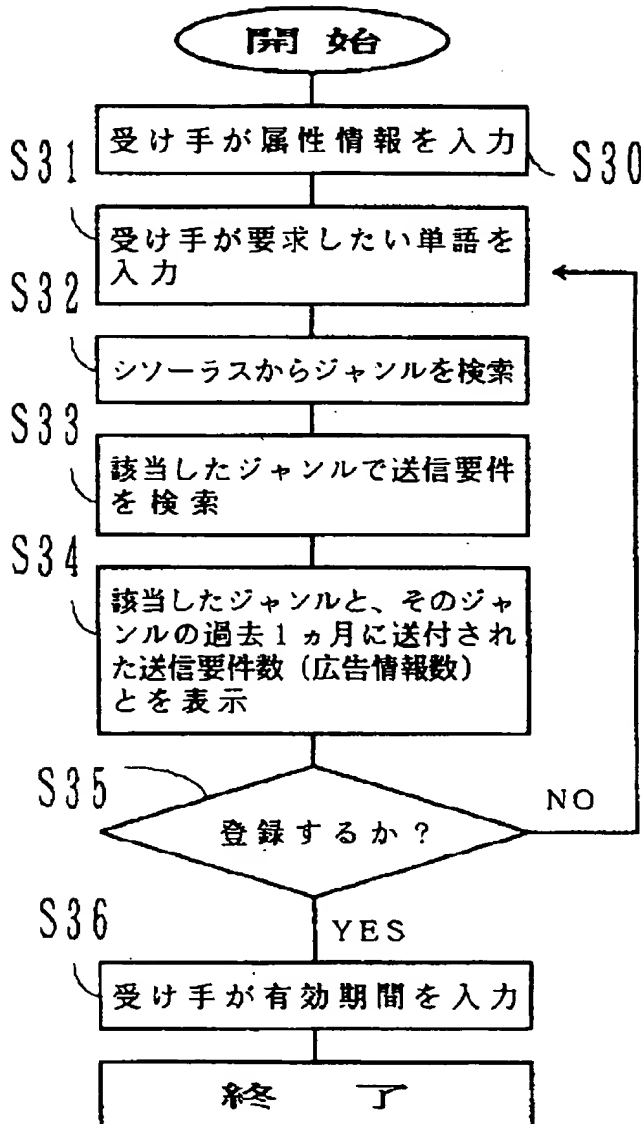 開始
受け手が属性情報を入力
S30
S31
受け手が要求したい単語を
入力
S32
シソーラスからジャンルを検索
S33
該当したジャンルで送信要件
を検索
S34
該当したジャンルと、そのジャ
ンルの過去1ヵ月に送付され
た送信要件数（広告情報数）
とを表示
S35
登録するか？
NO
YES
S36
受け手が有効期間を入力
終了